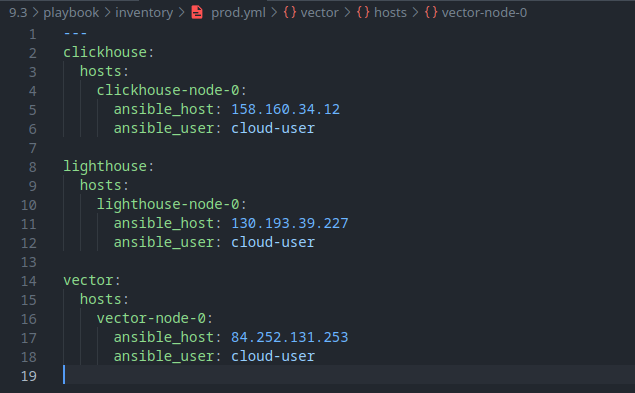 9.3 > playbook > inventory > prod.yml > {} vector > {} hosts > {} vector-node-0
1 ---
2 clickhouse:
3   hosts:
4     clickhouse-node-0:
5       ansible_host: 158.160.34.12
6       ansible_user: cloud-user
7
8 lighthouse:
9   hosts:
10     lighthouse-node-0:
11       ansible_host: 130.193.39.227
12       ansible_user: cloud-user
13
14 vector:
15   hosts:
16     vector-node-0:
17       ansible_host: 84.252.131.253
18       ansible_user: cloud-user
19